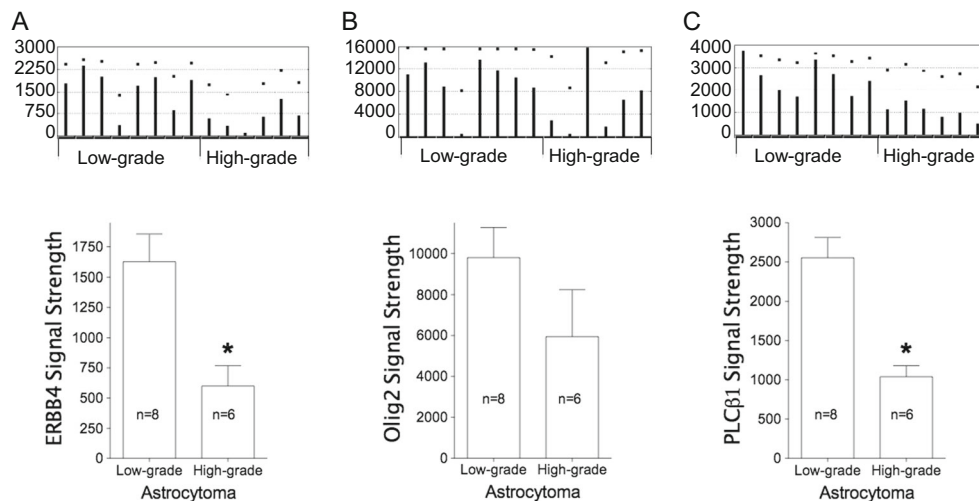 A
3000
2250
1500
750
0
Low-grade High-grade
B
16000
12000
8000
4000
0
Low-grade High-grade
C
4000
3000
2000
1000
0
Low-grade High-grade
ERBB4 Signal Strength
1750
1500
1250
1000
750
500
250
0
*
n=8 n=6
Low-grade High-grade
Astrocytoma
Olig2 Signal Strength
10000
8000
6000
4000
2000
0
n=8 n=6
Low-grade High-grade
Astrocytoma
PLCβ1 Signal Strength
3000
2500
2000
1500
1000
500
0
*
n=8 n=6
Low-grade High-grade
Astrocytoma